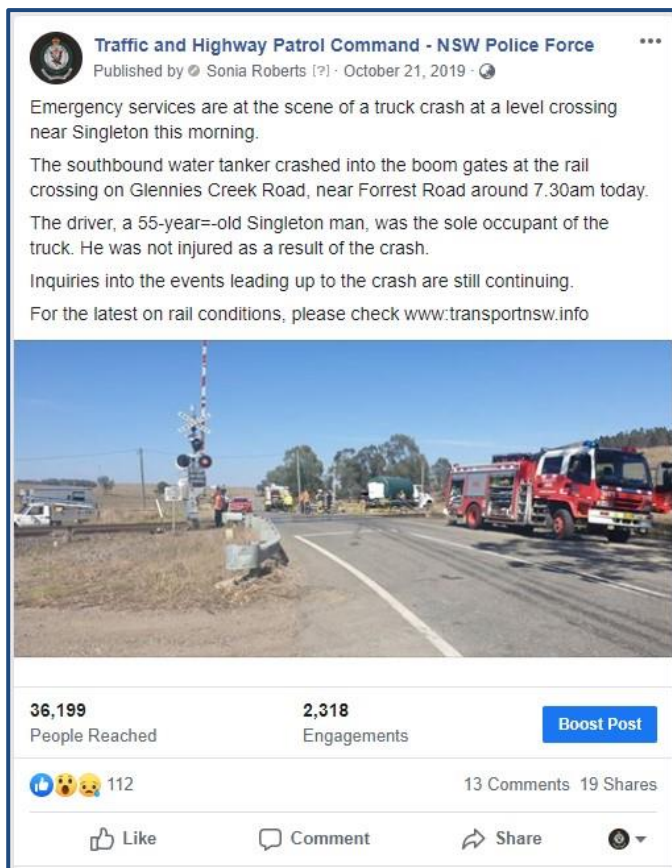 Traffic and Highway Patrol Command - NSW Police Force
Published by Sonia Roberts [?] · October 21, 2019 ·
Emergency services are at the scene of a truck crash at a level crossing
near Singleton this morning.
The southbound water tanker crashed into the boom gates at the rail
crossing on Glennies Creek Road, near Forrest Road around 7.30am today.
The driver, a 55-year=-old Singleton man, was the sole occupant of the
truck. He was not injured as a result of the crash.
Inquiries into the events leading up to the crash are still continuing.
For the latest on rail conditions, please check www:transportnsw.info
36,199
People Reached
2,318
Engagements
Boost Post
112
13 Comments 19 Shares
Like
Comment
Share